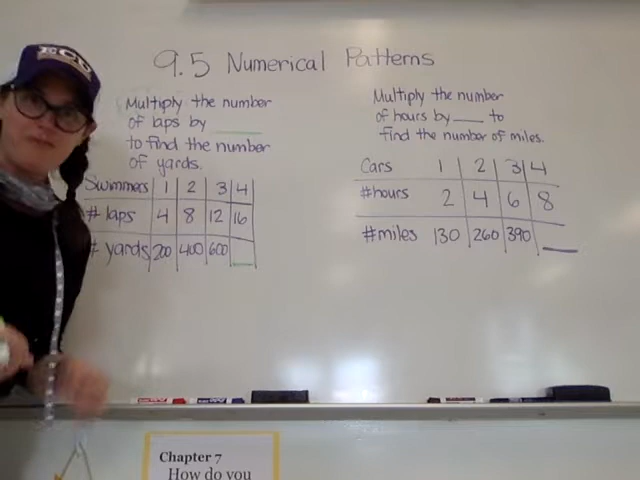 ECU
9.5 Numerical Patterns
Multiply the number
of laps by ____
to find the number
of yards.
Swimmers 1 2 3 4
# laps 4 8 12 16
# yards 200 400 600 __
Multiply the number
of hours by ____ to
find the number of miles.
Cars 1 2 3 4
#hours 2 4 6 8
#miles 130 260 390 __
Chapter 7
How do you